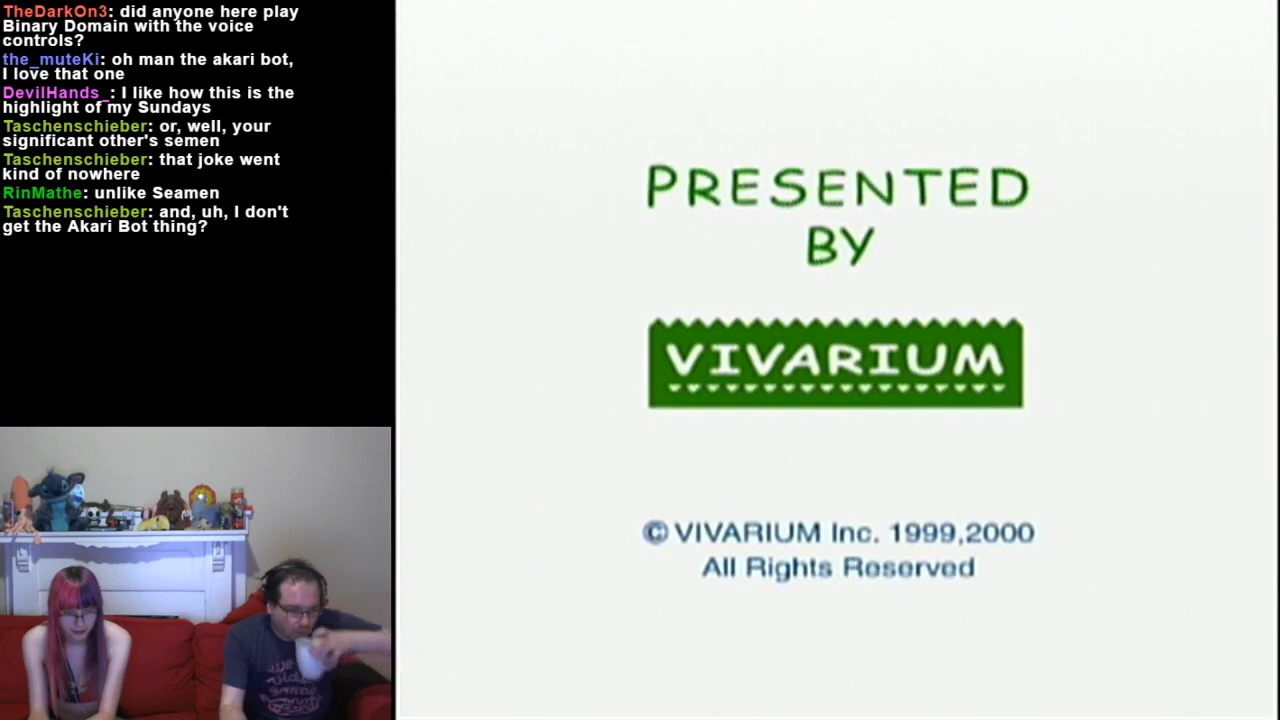 TheDarkOn3: did anyone here play
Binary Domain with the voice
controls?
the_muteKi: oh man the akari bot,
I love that one
DevilHands_: I like how this is the
highlight of my Sundays
Taschenschieber: or, well, your
significant other's semen
Taschenschieber: that joke went
kind of nowhere
RinMathe: unlike Seamen
Taschenschieber: and, uh, I don't
get the Akari Bot thing?
PRESENTED
BY
VIVARIUM
© VIVARIUM Inc. 1999,2000
All Rights Reserved